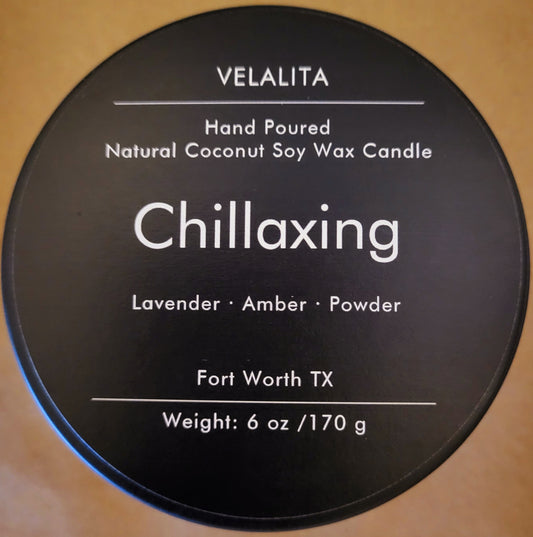 VELALITA
Hand Poured
Natural Coconut Soy Wax Candle
Chillaxing
Lavender · Amber · Powder
Fort Worth TX
Weight: 6 oz /170 g